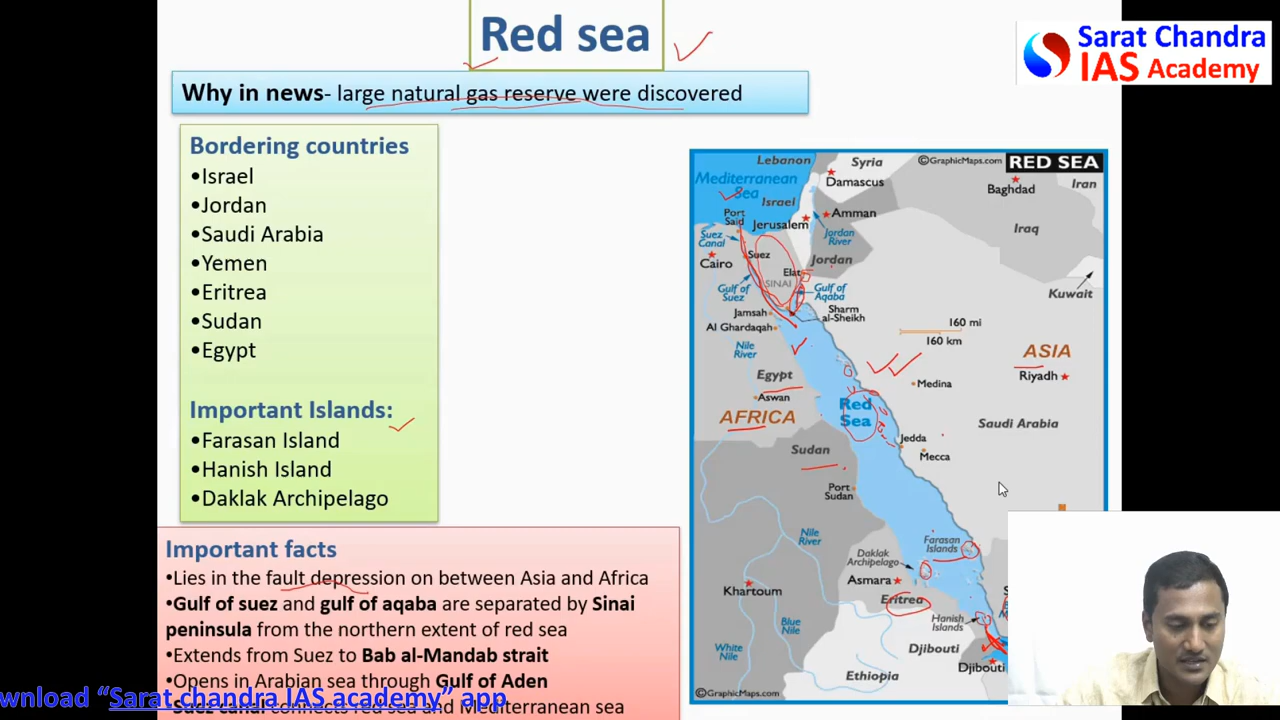 Red sea
Sarat Chandra
IAS Academy
Why in news- large natural gas reserve were discovered
Bordering countries
•Israel
•Jordan
•Saudi Arabia
•Yemen
•Eritrea
•Sudan
•Egypt
Important Islands:
•Farasan Island
•Hanish Island
•Daklak Archipelago
Important facts
•Lies in the fault depression on between Asia and Africa
•Gulf of suez and gulf of aqaba are separated by Sinai
peninsula from the northern extent of red sea
•Extends from Suez to Bab al-Mandab strait
•Opens in Arabian sea through Gulf of Aden
•Suez canal connects red sea and Mediterranean sea
wnload “Sarat chandra IAS academy” app
Lebanon
Syria
©GraphicMaps.com
RED SEA
Mediterranean
Sea
Damascus
Baghdad
Iran
Israel
Port
Said
Jerusalem
Amman
Iraq
Suez
Canal
Jordan
River
Cairo
Suez
Jordan
Elat
SINAI
Gulf of
Suez
Gulf of
Aqaba
Kuwait
Jamsah
Sharm
al-Sheikh
Al Ghardaqah
160 mi
160 km
Nile
River
ASIA
Riyadh
Egypt
Medina
Aswan
Red
Sea
AFRICA
Saudi Arabia
Jedda
Mecca
Sudan
Port
Sudan
Nile
River
Farasan
Islands
Daklak
Archipelago
Asmara
Khartoum
Eritrea
Hanish
Islands
Blue
Nile
White
Nile
Djibouti
Djibouti
Ethiopia
©GraphicMaps.com